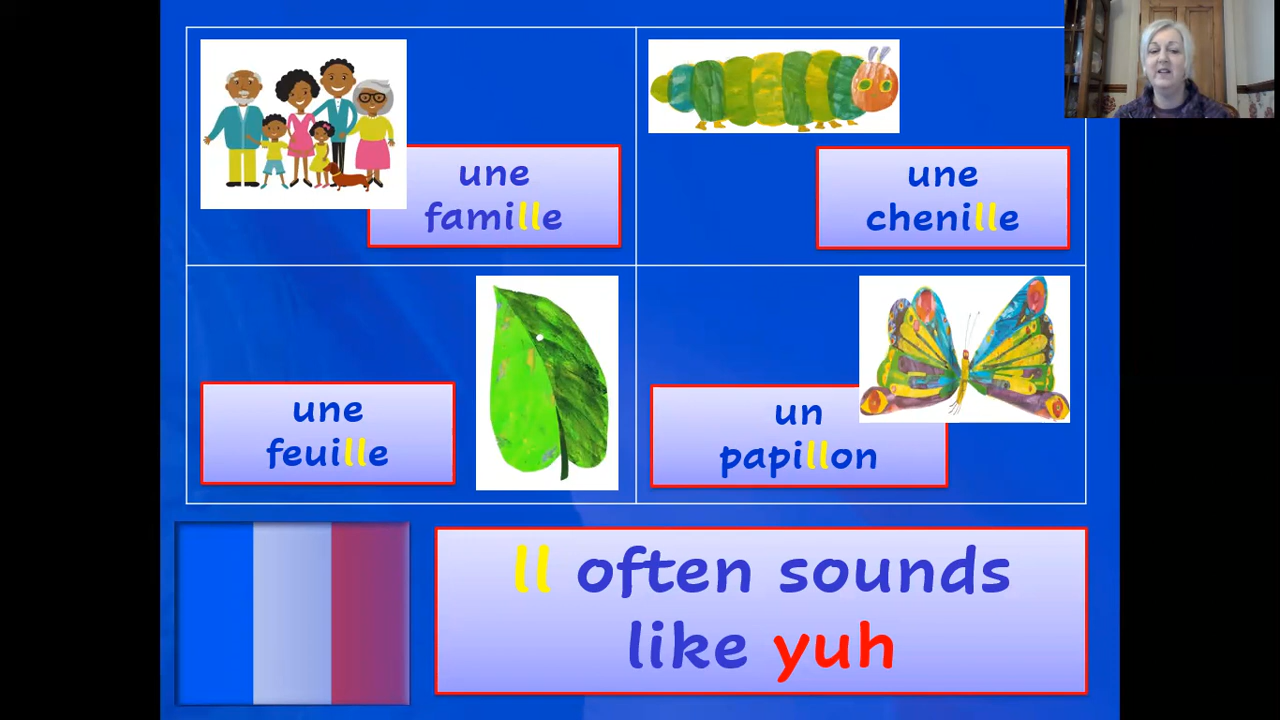 une
famille
une
chenille
une
feuille
un
papillon
ll often sounds
like yuh